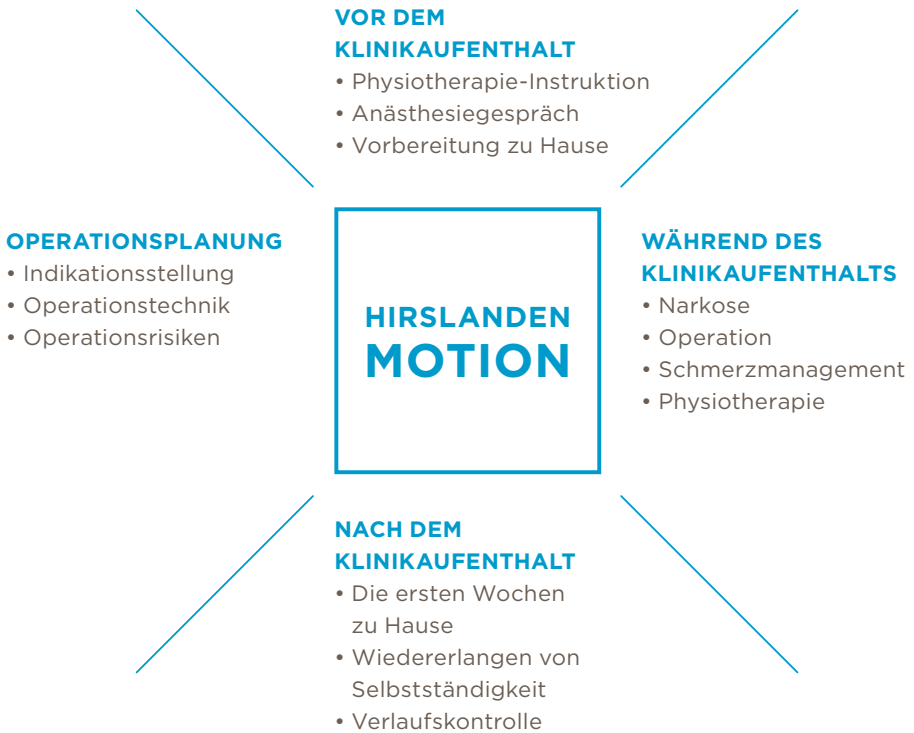 VOR DEM
KLINIKAUFENTHALT
• Physiotherapie-Instruktion
• Anästhesiegespräch
• Vorbereitung zu Hause
OPERATIONSPLANUNG
• Indikationsstellung
• Operationstechnik
• Operationsrisiken
HIRSLANDEN
MOTION
WÄHREND DES
KLINIKAUFENTHALTS
• Narkose
• Operation
• Schmerzmanagement
• Physiotherapie
NACH DEM
KLINIKAUFENTHALT
• Die ersten Wochen
zu Hause
• Wiedererlangen von
Selbstständigkeit
• Verlaufskontrolle